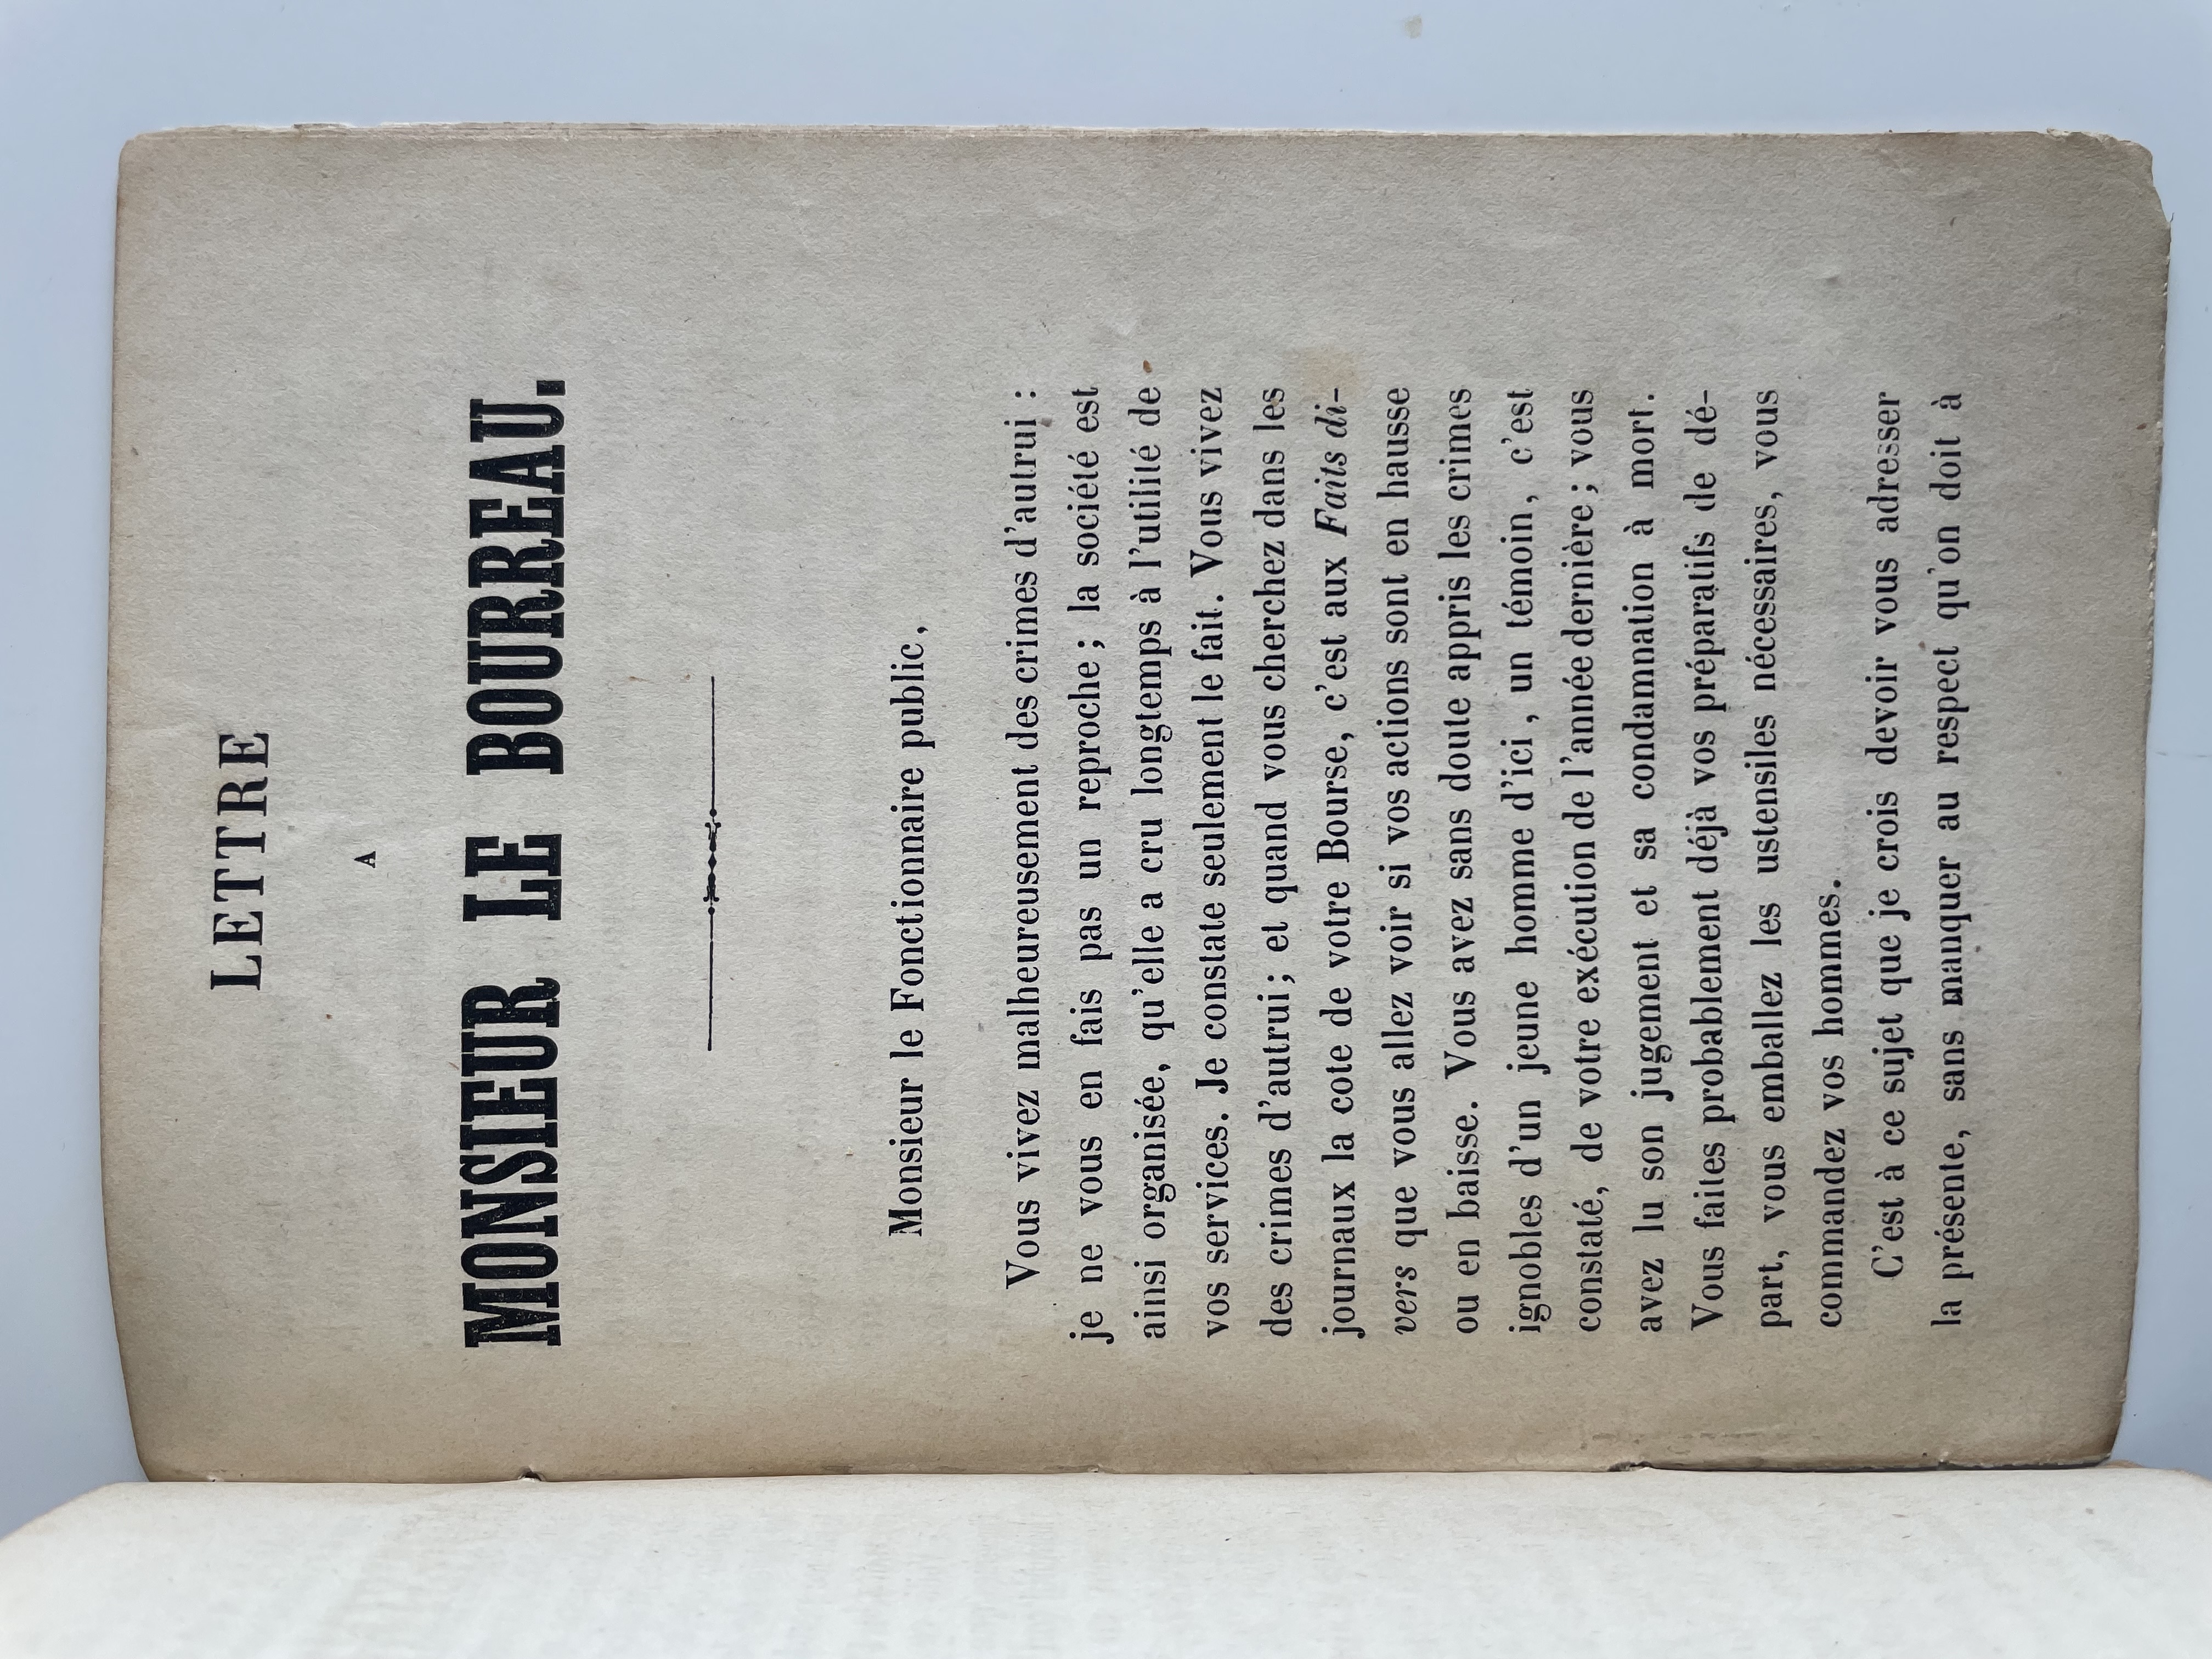 LETTRE
A
MONSIEUR LE BOURREAU.
Monsieur le Fonctionnaire public,
Vous vivez malheureusement des crimes d'autrui :
je ne vous en fais pas un reproche ; la société est
ainsi organisée, qu'elle a cru longtemps à l'utilité de
vos services. Je constate seulement le fait. Vous vivez
des crimes d'autrui ; et quand vous cherchez dans les
journaux la cote de votre Bourse, c'est aux Faits di-
vers que vous allez voir si vos actions sont en hausse
ou en baisse. Vous avez sans doute appris les crimes
ignobles d'un jeune homme d'ici, un témoin, c'est
constaté, de votre exécution de l'année dernière ; vous
avez lu son jugement et sa condamnation à mort.
Vous faites probablement déjà vos préparatifs de dé-
part, vous emballez les ustensiles nécessaires, vous
commandez vos hommes.
C'est à ce sujet que je crois devoir vous adresser
la présente, sans manquer au respect qu'on doit à